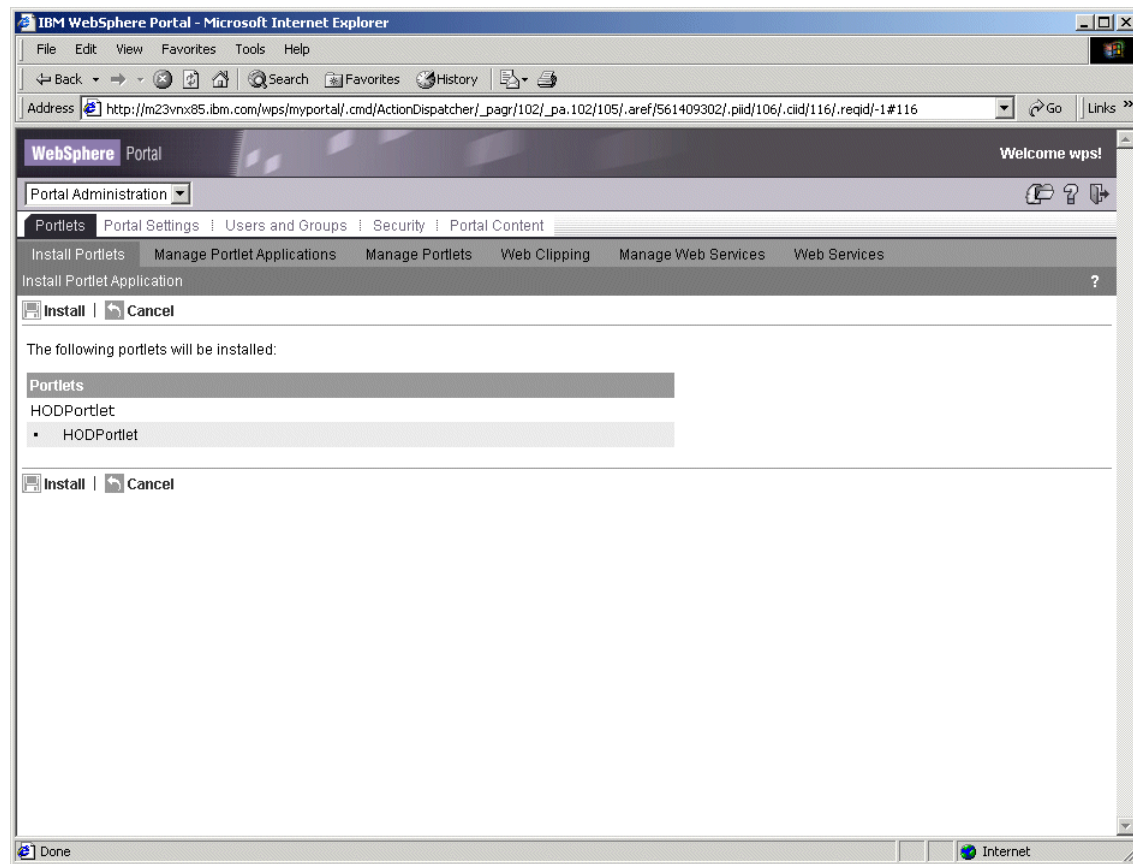 IBM WebSphere Portal - Microsoft Internet Explorer
File Edit View Favorites Tools Help
Back Search Favorites History
Address http://m23vnx85.ibm.com/wps/myportal/.cmd/ActionDispatcher/_pagr/102/_pa.102/105/.aref/561409302/.piid/106/.ciid/116/.reqid/-1#116 Go Links »
WebSphere Portal Welcome wps!
Portal Administration ?
Portlets Portal Settings Users and Groups Security Portal Content
Install Portlets Manage Portlet Applications Manage Portlets Web Clipping Manage Web Services Web Services
Install Portlet Application ?
Install | Cancel
The following portlets will be installed:
Portlets
HODPortlet
▪ HODPortlet
Install | Cancel
Done Internet